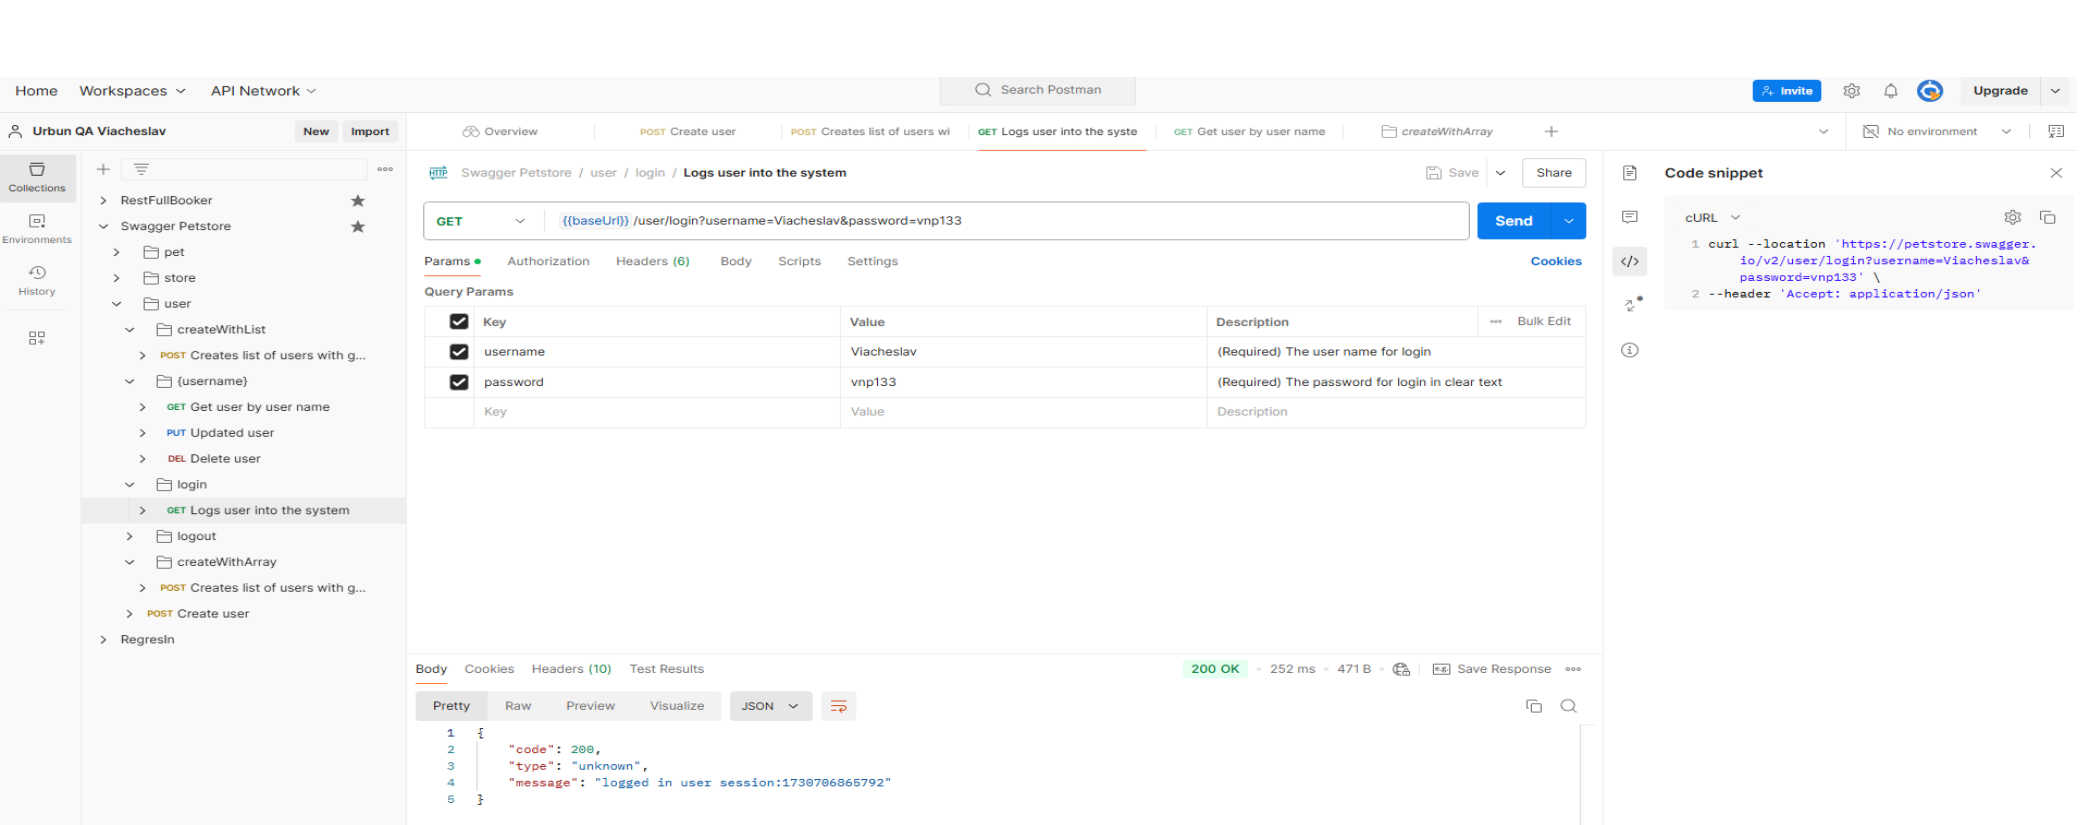 Home Workspaces API Network Search Postman Invite Upgrade
Urbun QA Viacheslav New Import Overview POST Create user POST Creates list of users wi GET Logs user into the syste GET Get user by user name createWithArray No environment
Collections
Environments
History
RestFullBooker
Swagger Petstore
pet
store
user
createWithList
POST Creates list of users with g...
{username}
GET Get user by user name
PUT Updated user
DEL Delete user
login
GET Logs user into the system
logout
createWithArray
POST Creates list of users with g...
POST Create user
RegresIn
HTTP Swagger Petstore / user / login / Logs user into the system Save Share
GET {{baseUrl}} /user/login?username=Viacheslav&password=vnp133 Send
Params Authorization Headers (6) Body Scripts Settings Cookies
Query Params
Key Value Description Bulk Edit
username Viacheslav (Required) The user name for login
password vnp133 (Required) The password for login in clear text
Key Value Description
Body Cookies Headers (10) Test Results 200 OK 252 ms 471 B e.g. Save Response
Pretty Raw Preview Visualize JSON
1 {
2 "code": 200,
3 "type": "unknown",
4 "message": "logged in user session:1730706865792"
5 }
Code snippet
cURL
1 curl --location 'https://petstore.swagger.
io/v2/user/login?username=Viacheslav&
password=vnp133' \
2 --header 'Accept: application/json'